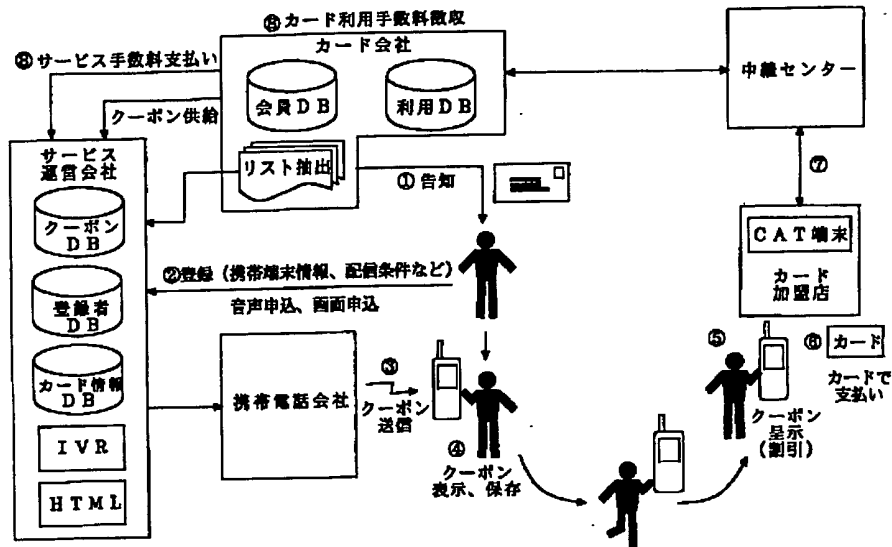 ⑧カード利用手数料徴収
カード会社
⑧サービス手数料支払い
会員DB
利用DB
中継センター
クーポン供給
サービス
運営会社
リスト抽出
①告知
⑦
クーポン
DB
CAT端末
カード
加盟店
②登録（携帯端末情報、配信条件など）
音声申込、画面申込
登録者
DB
カード情報
DB
携帯電話会社
③
クーポン
送信
④
クーポン
表示、保存
⑤
クーポン
呈示
(割引)
⑥
カード
カードで
支払い
IVR
HTML